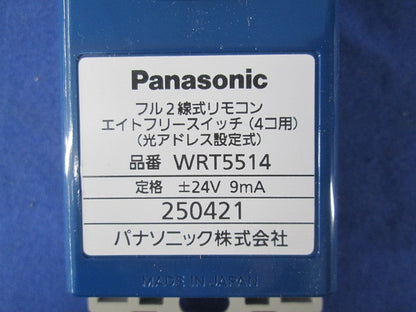 Panasonic
フル2線式リモコン
エイトフリースイッチ(4コ用)
(光アドレス設定式)
品番 WRT5514
定格 ±24V 9mA
250421
パナソニック株式会社
MADE IN JAPAN